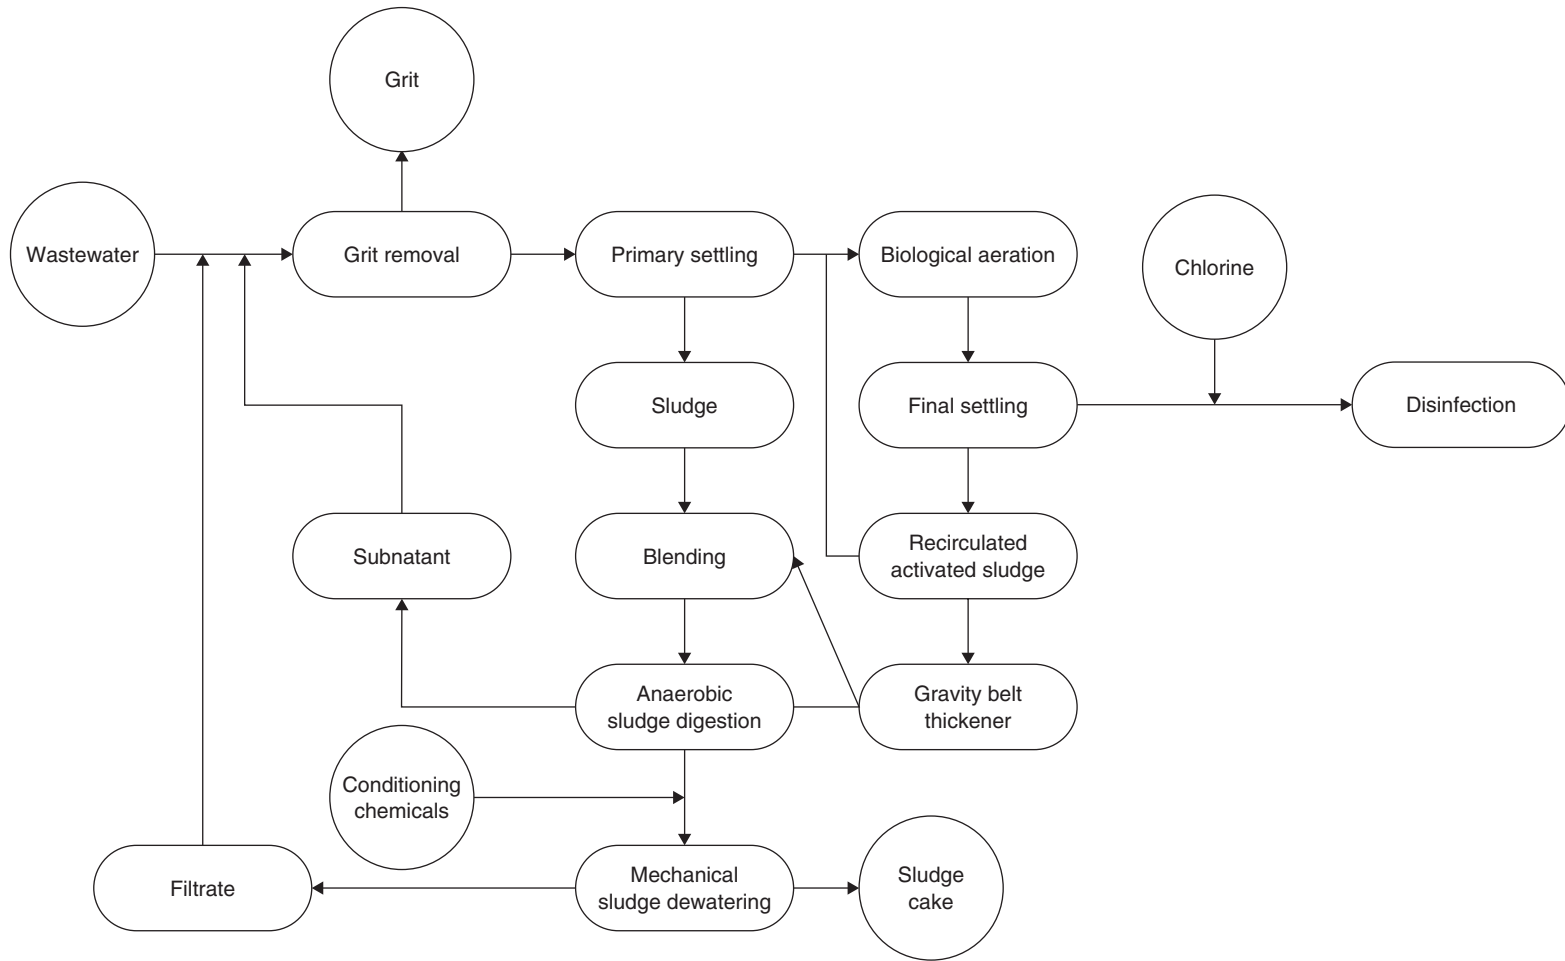 Grit
Wastewater
Grit removal
Primary settling
Biological aeration
Chlorine
Sludge
Final settling
Disinfection
Subnatant
Blending
Recirculated
activated sludge
Anaerobic
sludge digestion
Gravity belt
thickener
Conditioning
chemicals
Filtrate
Mechanical
sludge dewatering
Sludge
cake